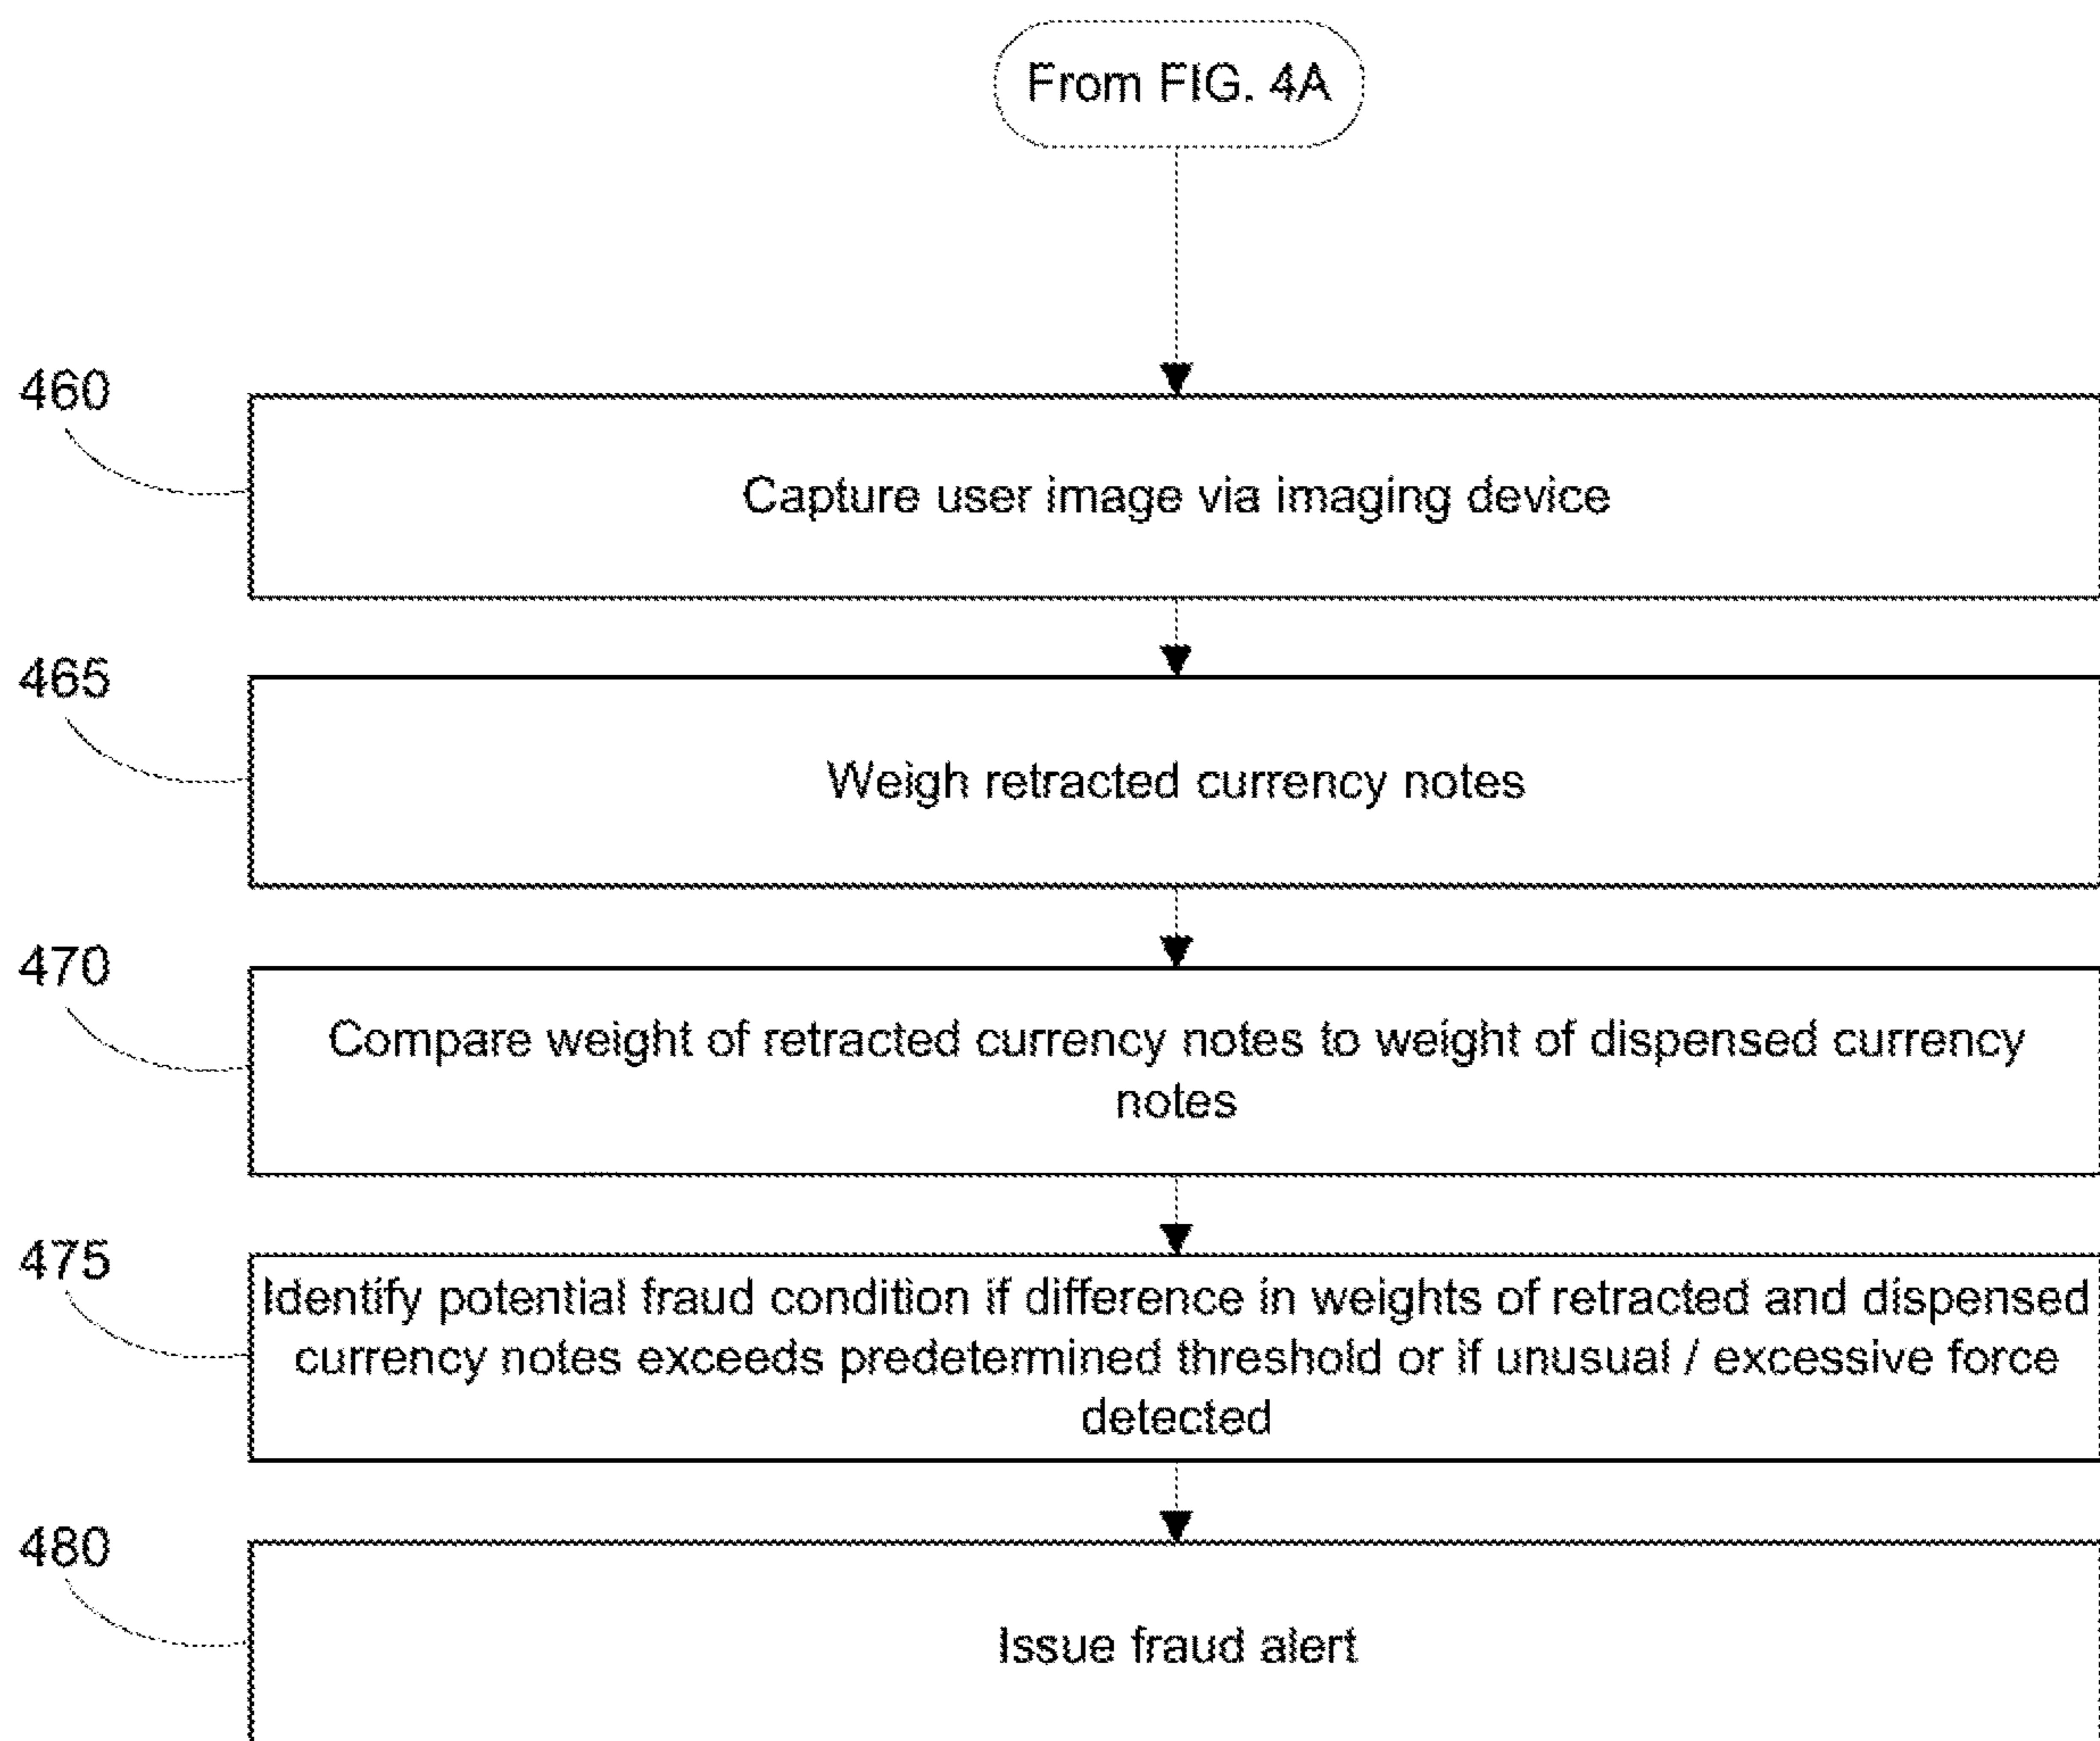 From FIG. 4A
460
Capture user image via imaging device
465
Weigh retracted currency notes
470
Compare weight of retracted currency notes to weight of dispensed currency
notes
475
Identify potential fraud condition if difference in weights of retracted and dispensed
currency notes exceeds predetermined threshold or if unusual / excessive force
detected
480
Issue fraud alert